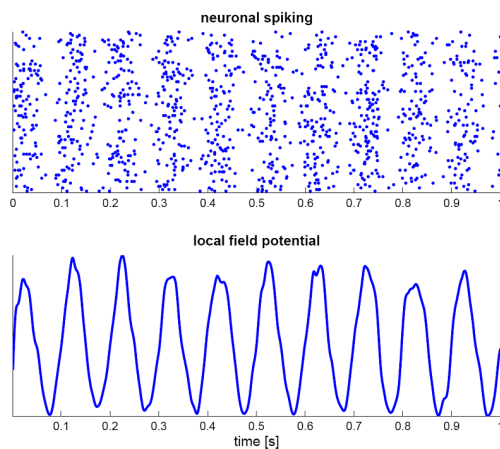 neuronal spiking
0 0.1 0.2 0.3 0.4 0.5 0.6 0.7 0.8 0.9 1
local field potential
0.1 0.2 0.3 0.4 0.5 0.6 0.7 0.8 0.9 1
time [s]